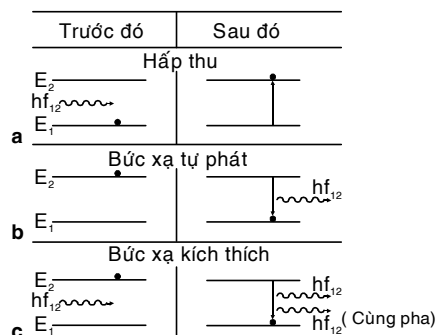 Trước đó Sau đó
Hấp thu
E2
hf12
E1
a
Bức xạ tự phát
E2
hf12
E1
b
Bức xạ kích thích
E2
hf12
hf12
hf12 ( Cùng pha)
E1
c